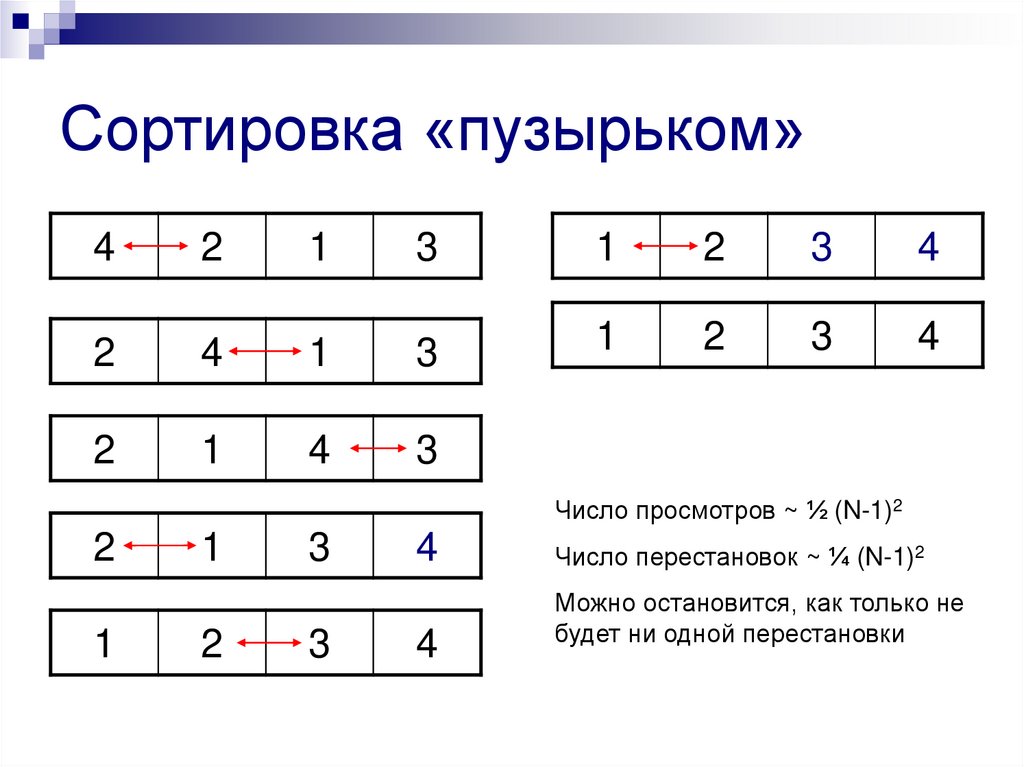 Сортировка «пузырьком»
4 2 1 3
2 4 1 3
2 1 4 3
2 1 3 4
1 2 3 4
1 2 3 4
1 2 3 4
Число просмотров ~ ½ (N-1)²
Число перестановок ~ ¼ (N-1)²
Можно остановится, как только не
будет ни одной перестановки